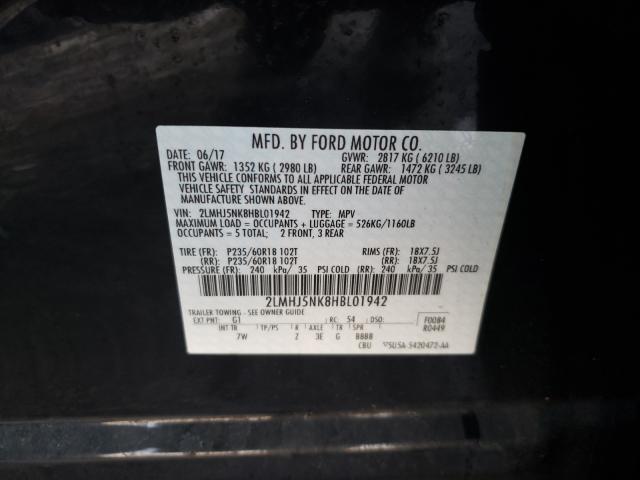 MFD. BY FORD MOTOR CO.
DATE: 06/17 GVWR: 2817 KG ( 6210 LB)
FRONT GAWR: 1352 KG ( 2980 LB) REAR GAWR: 1472 KG ( 3245 LB)
THIS VEHICLE CONFORMS TO ALL APPLICABLE FEDERAL MOTOR
VEHICLE SAFETY STANDARDS IN EFFECT ON THE DATE OF
MANUFACTURE SHOWN ABOVE.
VIN: 2LMHJ5NK8HBL01942 TYPE: MPV
MAXIMUM LOAD = OCCUPANTS + LUGGAGE = 526KG/1160LB
OCCUPANTS = 5 TOTAL; 2 FRONT, 3 REAR
TIRE (FR): P235/60R18 102T RIMS (FR): 18X7.5J
(RR): P235/60R18 102T (RR): 18X7.5J
PRESSURE (FR): 240 kPa/ 35 PSI COLD (RR): 240 kPa/ 35 PSI COLD
2LMHJ5NK8HBL01942
TRAILER TOWING - SEE OWNER GUIDE
EXT PNT: G1 RC: 54 DSO: F0084
R0449
INT TR TP/PS R AXLE TR SPR
7W Z 3E G BBBB
CBU 5U5A-5420472-AA